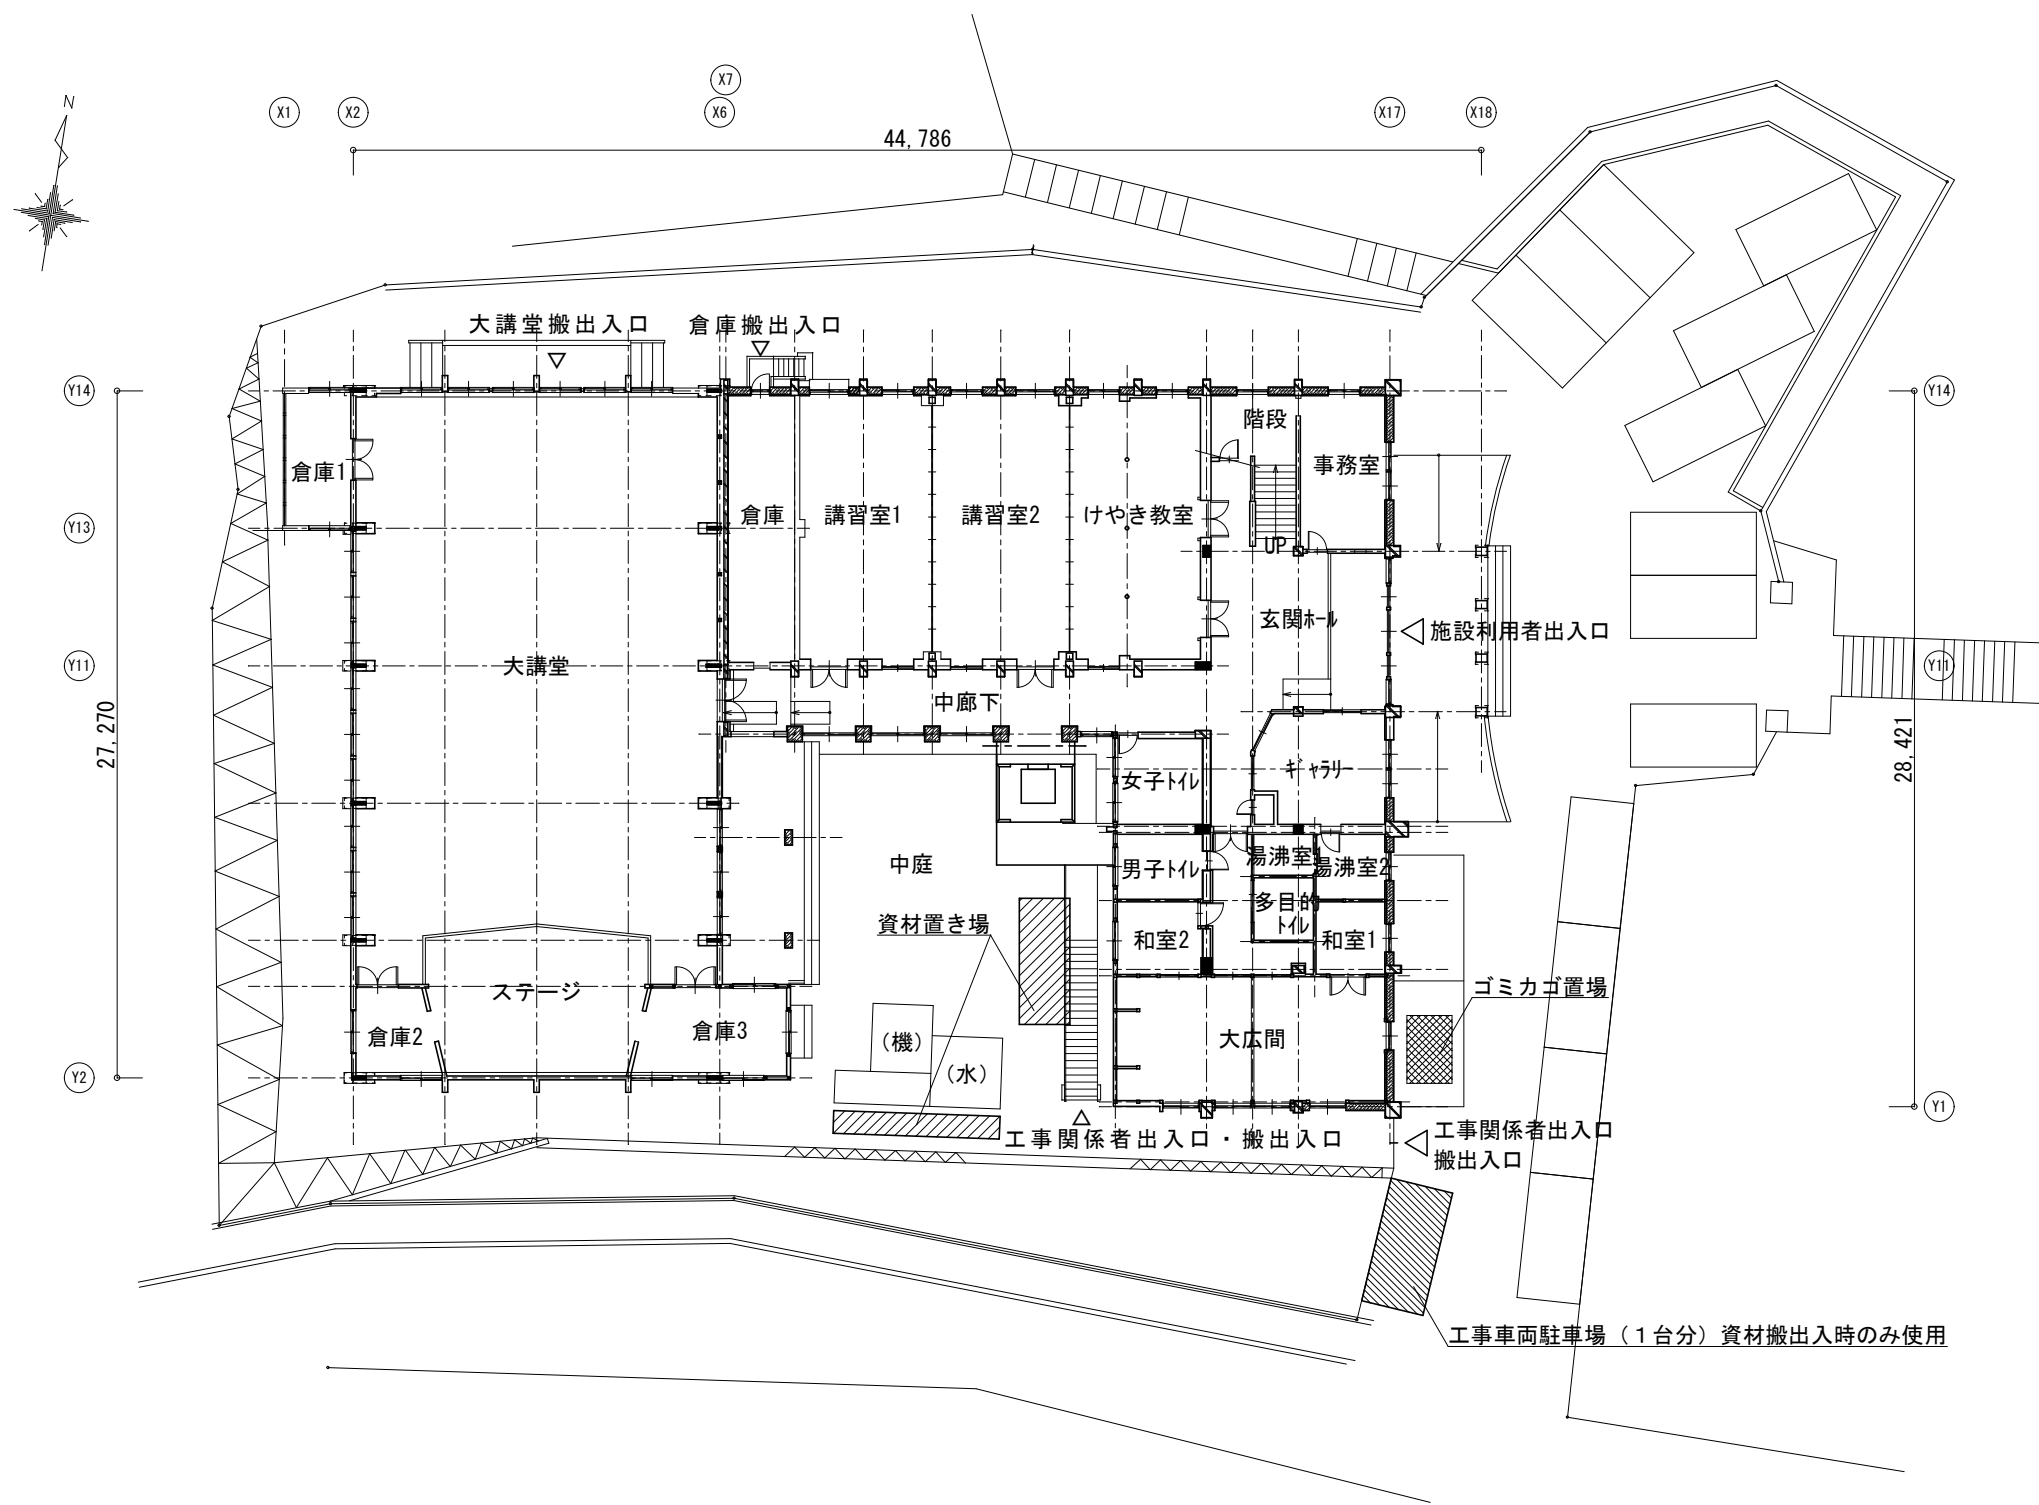 N
X1
X2
X7
X6
X17
X18
44,786
大講堂搬出入口
倉庫搬出入口
Y14
Y14
階段
事務室
倉庫1
倉庫
講習室1
講習室2
けやき教室
Y13
UP
玄関ﾎｰﾙ
施設利用者出入口
Y11
大講堂
Y11
中廊下
27,270
28,421
女子ﾄｲﾚ
ｷﾞｬﾗﾘｰ
中庭
男子ﾄｲﾚ
湯沸室1
湯沸室2
資材置き場
多目的
ﾄｲﾚ
和室2
和室1
ステージ
ゴミカゴ置場
倉庫2
倉庫3
(機)
大広間
(水)
Y2
Y1
工事関係者出入口・搬出入口
工事関係者出入口
搬出入口
工事車両駐車場（１台分）資材搬出入時のみ使用